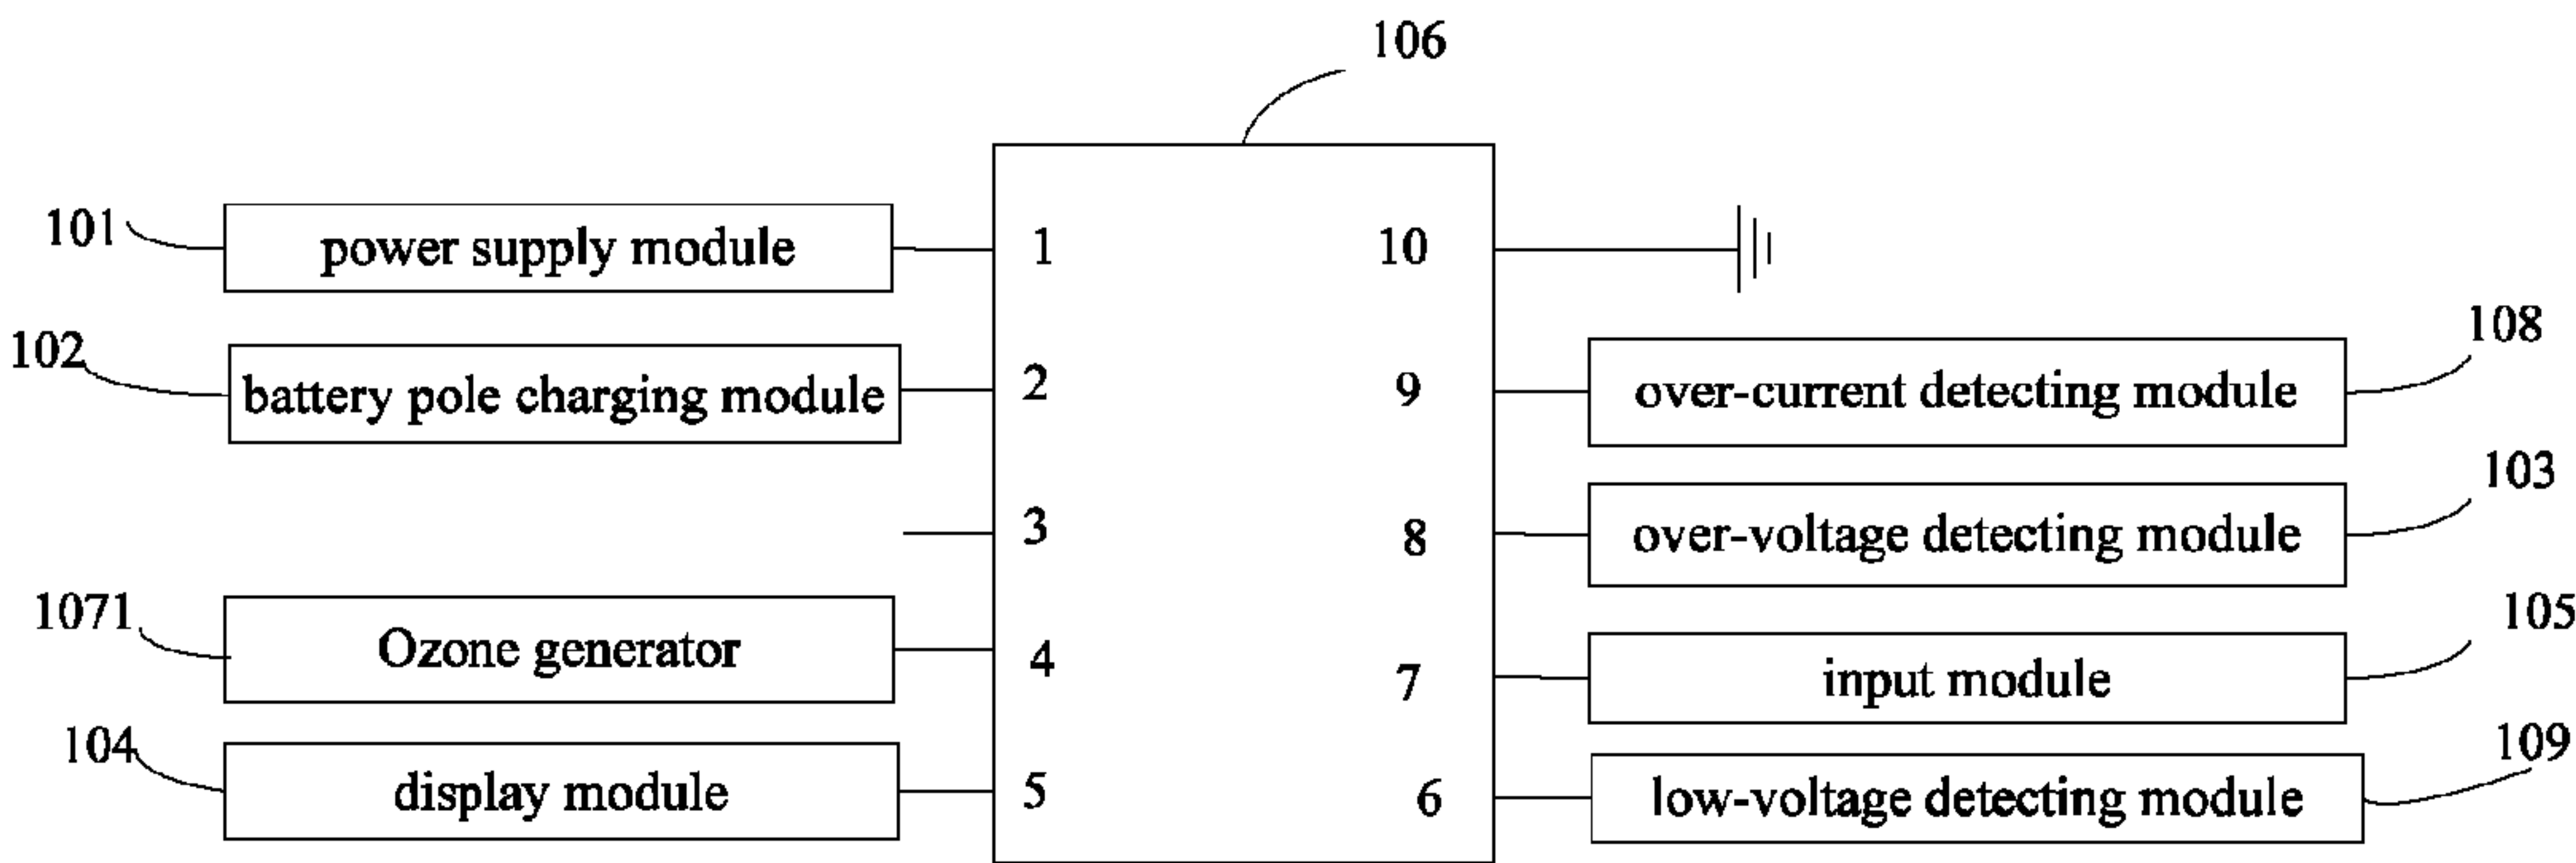 106
101
power supply module
1
10
102
battery pole charging module
2
9
over-current detecting module
108
3
8
over-voltage detecting module
103
1071
Ozone generator
4
7
input module
105
104
display module
5
6
low-voltage detecting module
109